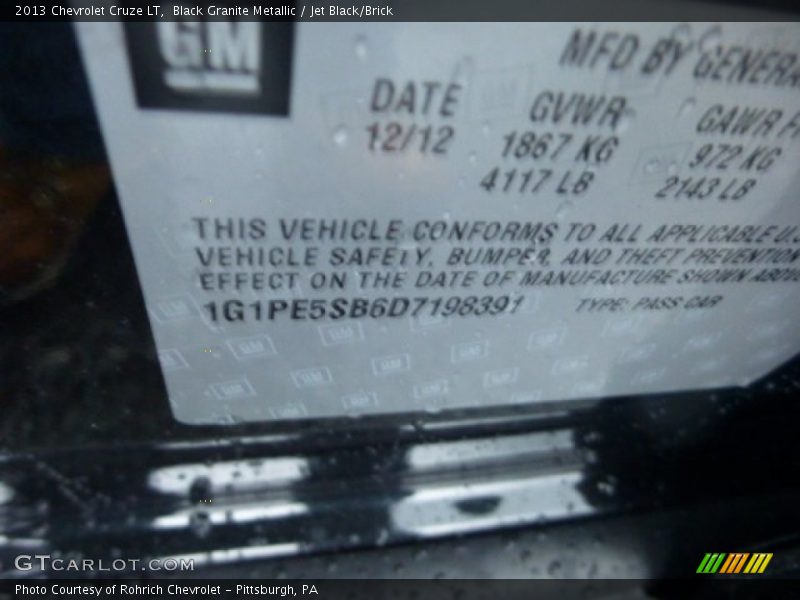 2013 Chevrolet Cruze LT, Black Granite Metallic / Jet Black/Brick
GM
MFD BY GENERA
DATE GVWR GAWR F
12/12 1867 KG 972 KG
4117 LB 2143 LB
THIS VEHICLE CONFORMS TO ALL APPLICABLE U.S
VEHICLE SAFETY, BUMPER, AND THEFT PREVENTION
EFFECT ON THE DATE OF MANUFACTURE SHOWN ABOV
1G1PE5SB6D7198391 TYPE: PASS CAR
GTCARLOT.COM
Photo Courtesy of Rohrich Chevrolet - Pittsburgh, PA